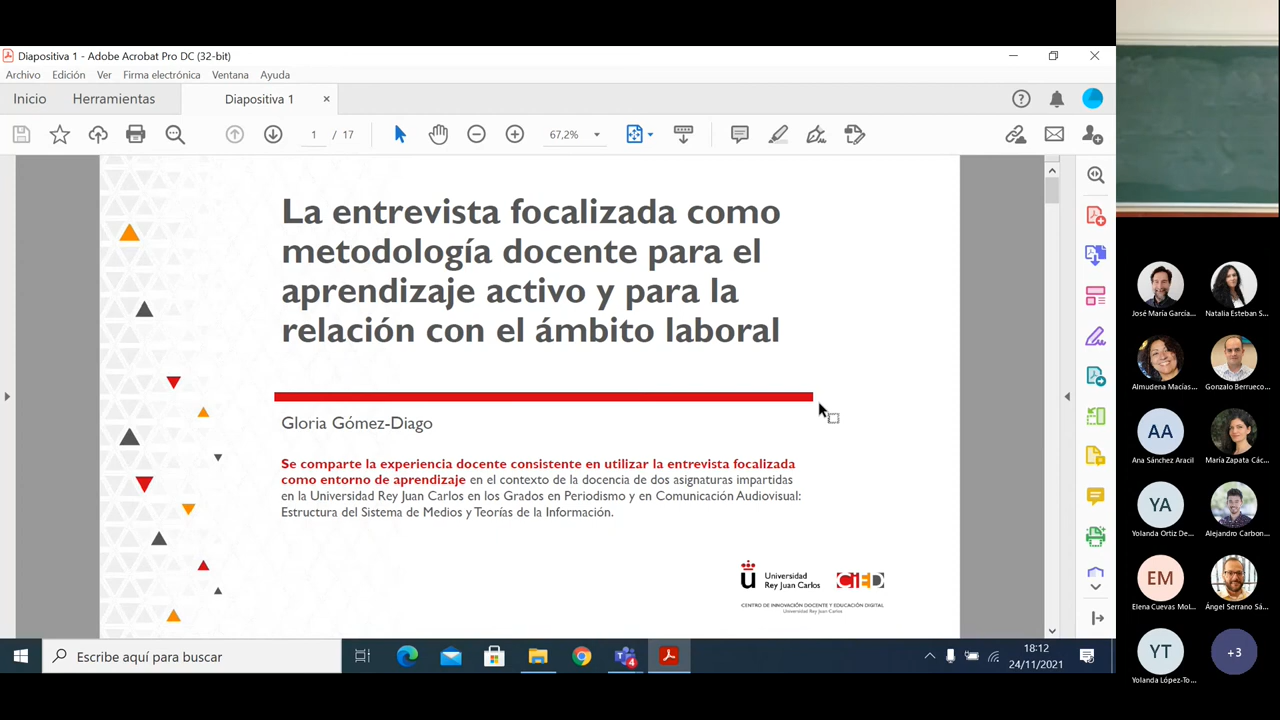 Diapositiva 1 - Adobe Acrobat Pro DC (32-bit)
Archivo Edición Ver Firma electrónica Ventana Ayuda
Inicio Herramientas Diapositiva 1 ×
1 / 17 67,2%
La entrevista focalizada como
metodología docente para el
aprendizaje activo y para la
relación con el ámbito laboral
Gloria Gómez-Diago
Se comparte la experiencia docente consistente en utilizar la entrevista focalizada
como entorno de aprendizaje en el contexto de la docencia de dos asignaturas impartidas
en la Universidad Rey Juan Carlos en los Grados en Periodismo y en Comunicación Audiovisual:
Estructura del Sistema de Medios y Teorías de la Información.
Universidad
Rey Juan Carlos
CiED
CENTRO DE INNOVACIÓN DOCENTE Y EDUCACIÓN DIGITAL
Universidad Rey Juan Carlos
Escribe aquí para buscar
4
18:12
24/11/2021
José María García...
Natalia Esteban S...
Almudena Macías...
Gonzalo Berrueco...
AA
Ana Sánchez Aracil
María Zapata Các...
YA
Yolanda Ortiz De...
Alejandro Carbon...
EM
Elena Cuevas Mol...
Ángel Serrano Sá...
YT
Yolanda López-To...
+3